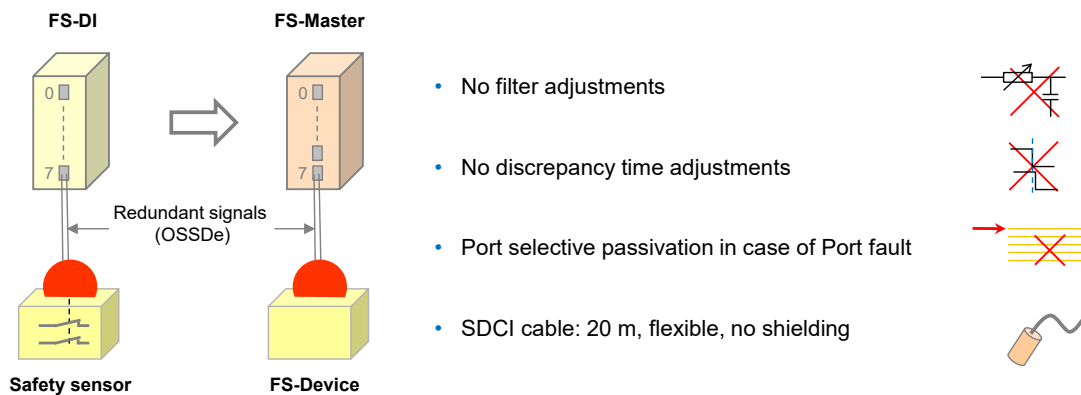 FS-DI
FS-Master
0
7
0
7
Redundant signals
(OSSDe)
Safety sensor
FS-Device
• No filter adjustments
• No discrepancy time adjustments
• Port selective passivation in case of Port fault
• SDCI cable: 20 m, flexible, no shielding